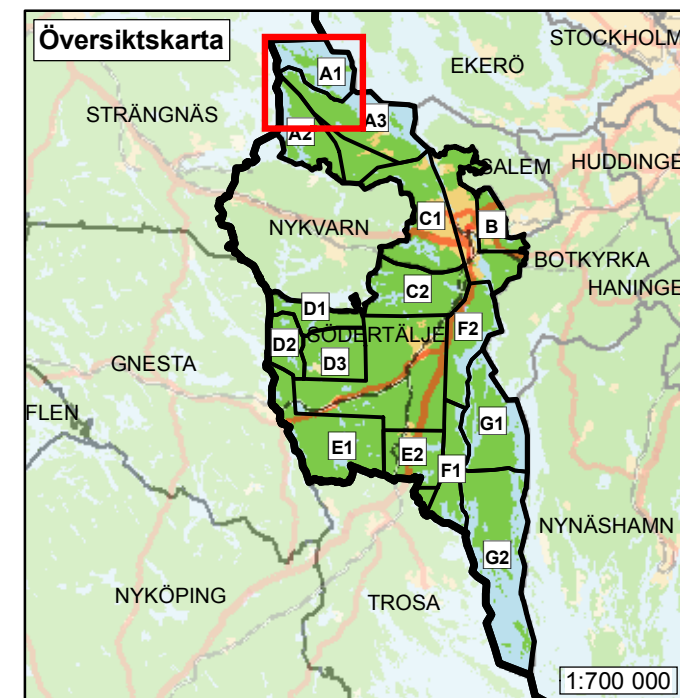 Översiktskarta
STOCKHOLM
EKERÖ
A1
STRÄNGNÄS
A3
A2
SALEM
HUDDINGE
C1
B
NYKVARN
BOTKYRKA
C2
HANINGE
D1
SÖDERTÄLJE
F2
D2
D3
GNESTA
FLEN
G1
E1
E2
F1
NYNÄSHAMN
G2
NYKÖPING
TROSA
1:700 000